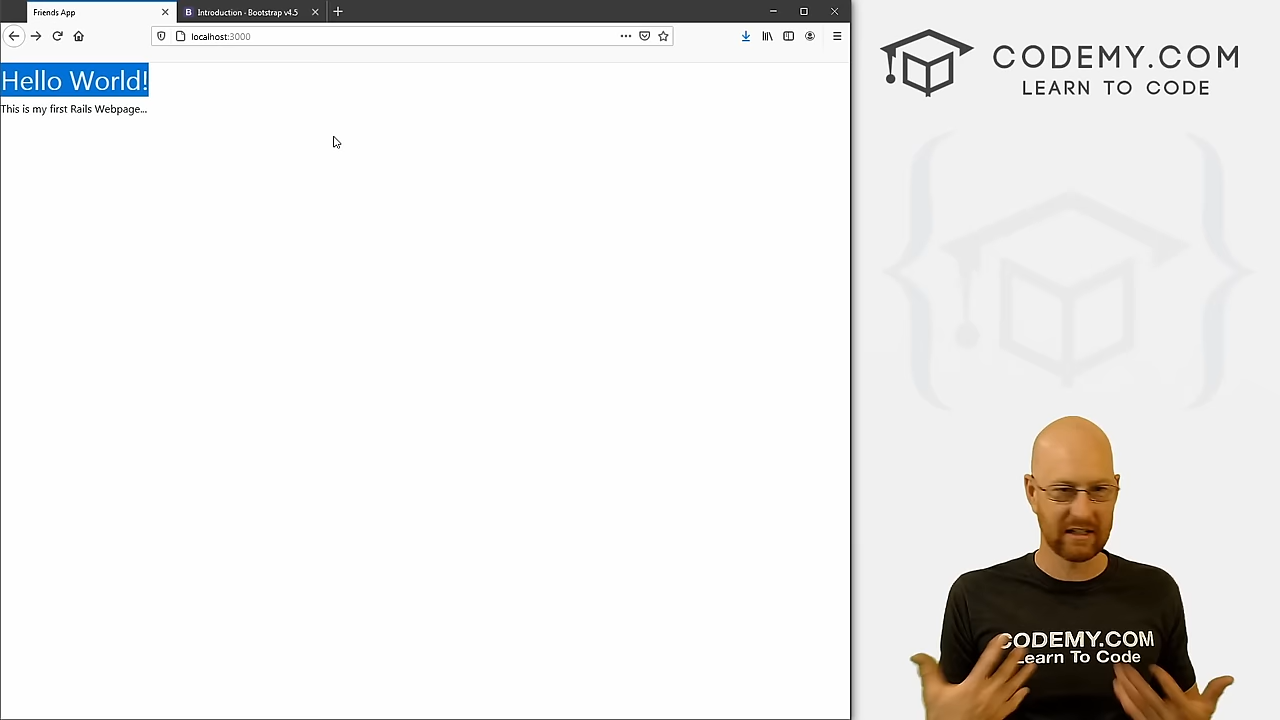 Friends App
B Introduction · Bootstrap v4.5
localhost:3000
Hello World!
This is my first Rails Webpage...
CODEMY.COM
LEARN TO CODE
CODEMY.COM
Learn To Code